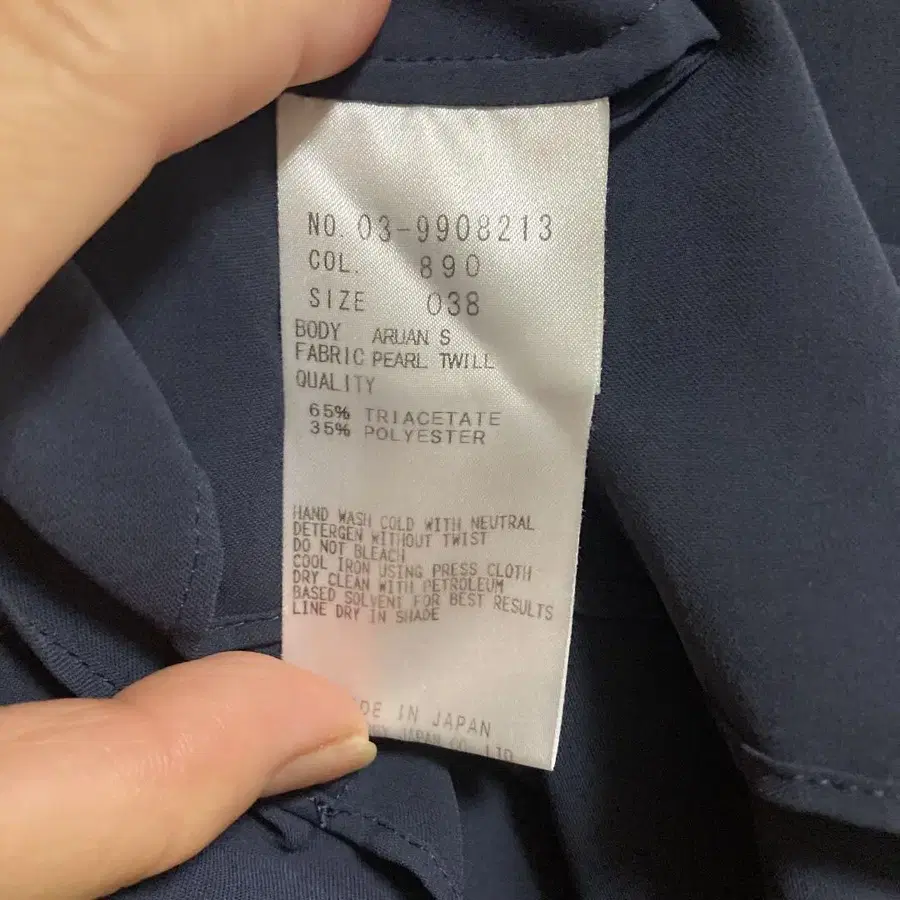 NO. 03-9908213
COL. 890
SIZE 038
BODY ARUAN S
FABRIC PEARL TWILL
QUALITY
65% TRIACETATE
35% POLYESTER
HAND WASH COLD WITH NEUTRAL
DETERGEN WITHOUT TWIST
DO NOT BLEACH
COOL IRON USING PRESS CLOTH
DRY CLEAN WITH PETROLEUM
BASED SOLVENT FOR BEST RESULTS
LINE DRY IN SHADE
DE IN JAPAN
JAPAN CO. LTD